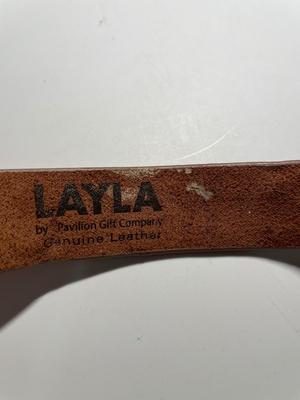 LAYLA
by Pavilion Gift Company
Genuine Leather